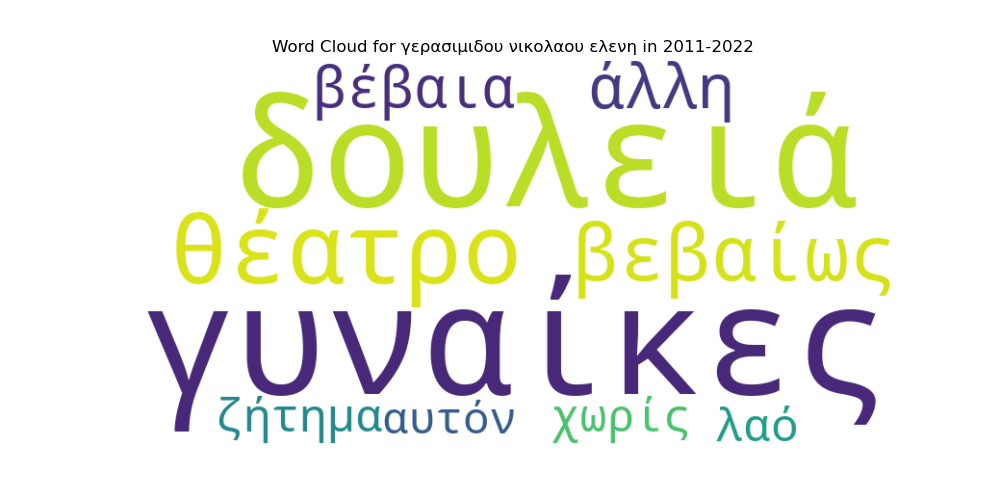 Word Cloud for γερασιμιδου νικολαου ελενη in 2011-2022
βέβαια άλλη
δουλειά
θέατρο βεβαίως
γυναίκες
ζήτημα αυτόν χωρίς λαό